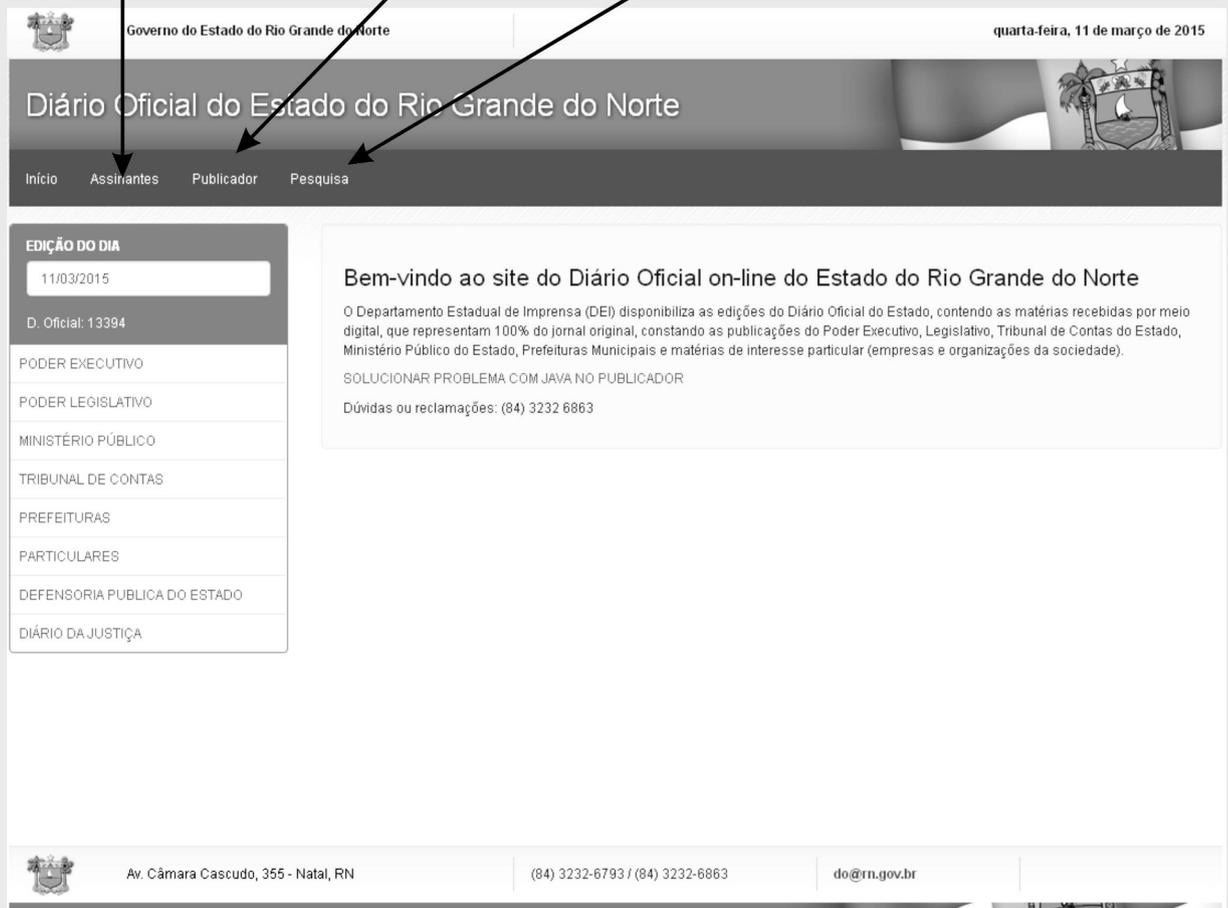 Governo do Estado do Rio Grande do Norte
quarta-feira, 11 de março de 2015
Diário Oficial do Estado do Rio Grande do Norte
Início Assinantes Publicador Pesquisa
EDIÇÃO DO DIA
11/03/2015
D. Oficial: 13394
PODER EXECUTIVO
PODER LEGISLATIVO
MINISTÉRIO PÚBLICO
TRIBUNAL DE CONTAS
PREFEITURAS
PARTICULARES
DEFENSORIA PUBLICA DO ESTADO
DIÁRIO DA JUSTIÇA
Bem-vindo ao site do Diário Oficial on-line do Estado do Rio Grande do Norte
O Departamento Estadual de Imprensa (DEI) disponibiliza as edições do Diário Oficial do Estado, contendo as matérias recebidas por meio
digital, que representam 100% do jornal original, constando as publicações do Poder Executivo, Legislativo, Tribunal de Contas do Estado,
Ministério Público do Estado, Prefeituras Municipais e matérias de interesse particular (empresas e organizações da sociedade).
SOLUCIONAR PROBLEMA COM JAVA NO PUBLICADOR
Dúvidas ou reclamações: (84) 3232 6863
Av. Câmara Cascudo, 355 - Natal, RN
(84) 3232-6793 / (84) 3232-6863
do@rn.gov.br